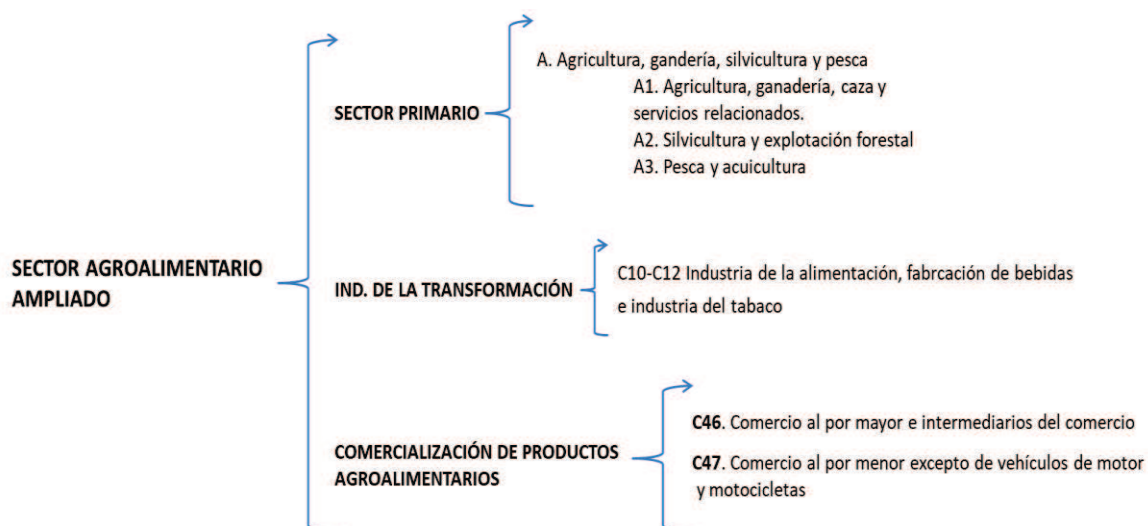 A. Agricultura, gandería, silvicultura y pesca
A1. Agricultura, ganadería, caza y
servicios relacionados.
A2. Silvicultura y explotación forestal
A3. Pesca y acuicultura
SECTOR PRIMARIO
SECTOR AGROALIMENTARIO
AMPLIADO
IND. DE LA TRANSFORMACIÓN
C10-C12 Industria de la alimentación, fabrcación de bebidas
e industria del tabaco
COMERCIALIZACIÓN DE PRODUCTOS
AGROALIMENTARIOS
C46. Comercio al por mayor e intermediarios del comercio
C47. Comercio al por menor excepto de vehículos de motor
y motocicletas